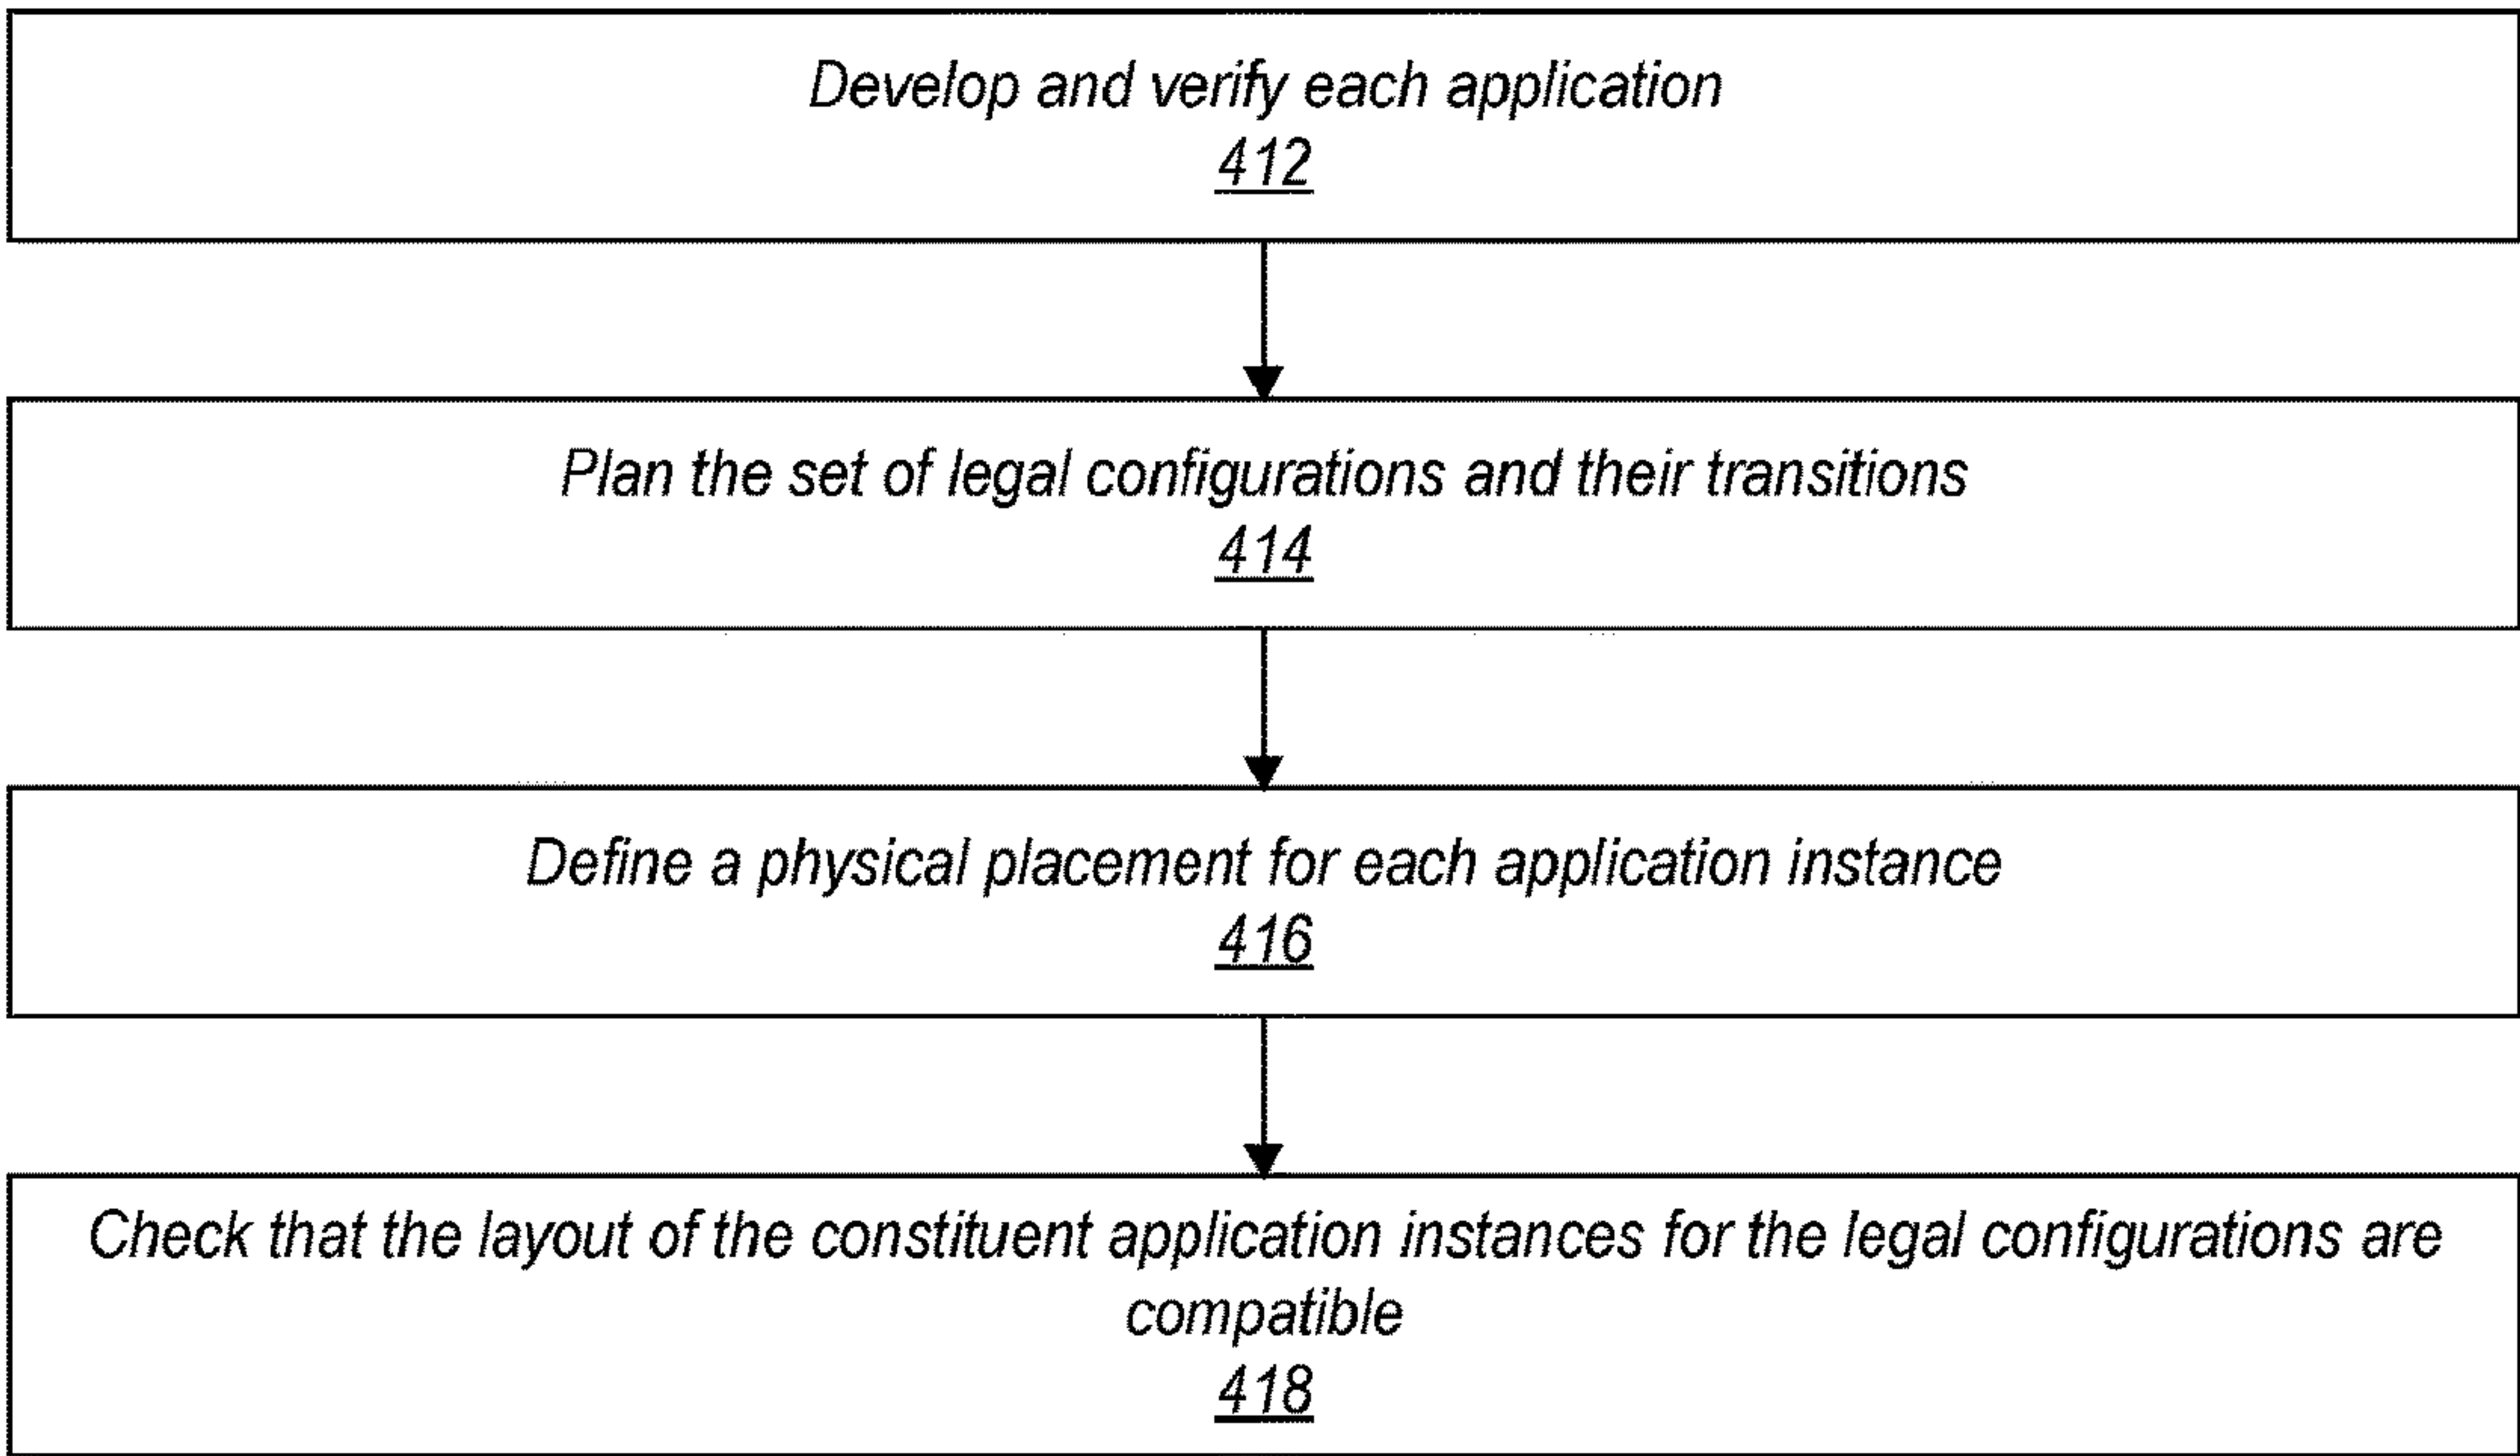 Develop and verify each application
412
Plan the set of legal configurations and their transitions
414
Define a physical placement for each application instance
416
Check that the layout of the constituent application instances for the legal configurations are
compatible
418